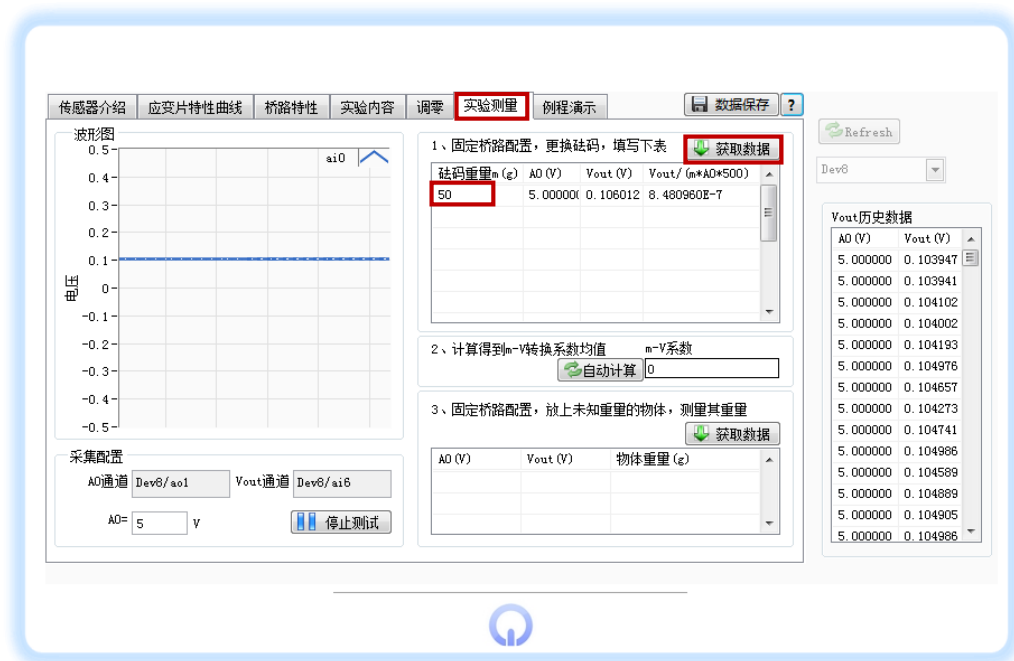 传感器介绍 应变片特性曲线 桥路特性 实验内容 调零 实验测量 例程演示 数据保存 ?
波形图
ai0
0.5
0.4
0.3
0.2
0.1
0
-0.1
-0.2
-0.3
-0.4
-0.5
电压
采集配置
AO通道 Dev6/ao1 Vout通道 Dev6/ai6
AO= 5 V 停止测试
1、固定桥路配置，更换砝码，填写下表 获取数据
砝码重量m(g) AO(V) Vout(V) Vout/(m*AO*500)
50 5.00000( 0.106012 8.480960E-7
2、计算得到m-V转换系数均值 m-V系数
自动计算 0
3、固定桥路配置，放上未知重量的物体，测量其重量
获取数据
AO(V) Vout(V) 物体重量(g)
Refresh
Dev6
Vout历史数据
AO(V) Vout(V)
5.000000 0.103947
5.000000 0.103941
5.000000 0.104102
5.000000 0.104002
5.000000 0.104193
5.000000 0.104976
5.000000 0.104657
5.000000 0.104273
5.000000 0.104741
5.000000 0.104986
5.000000 0.104589
5.000000 0.104889
5.000000 0.104905
5.000000 0.104986